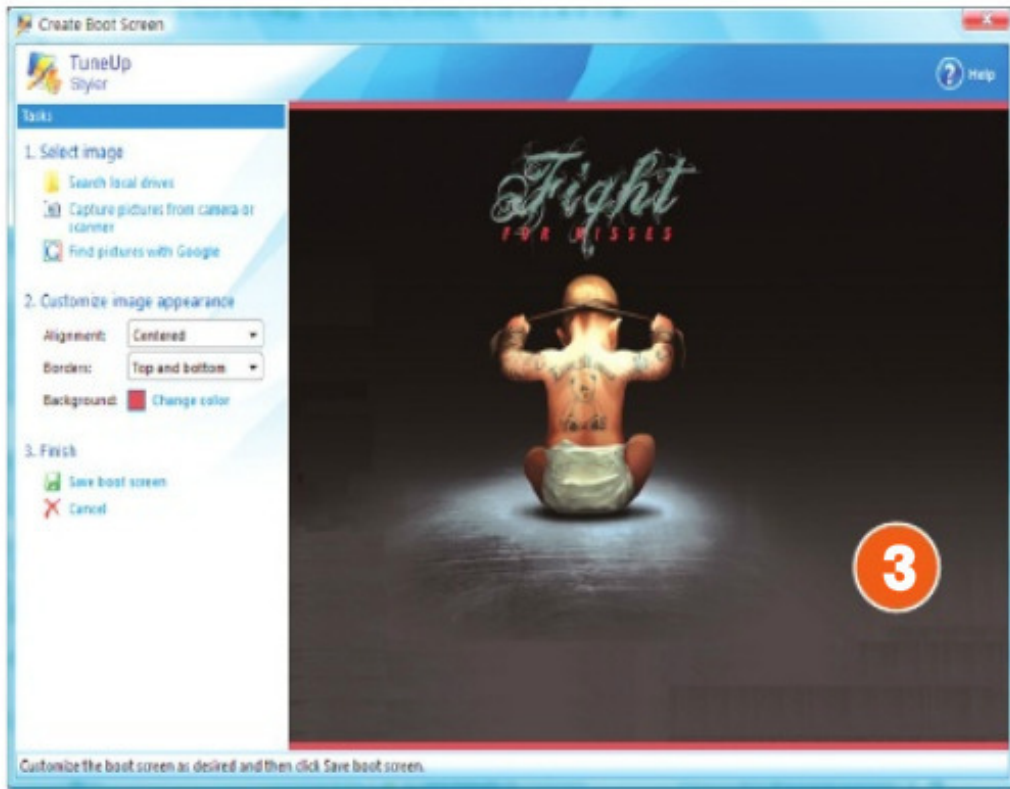 Create Boot Screen
TuneUp
Styler
Help
Tasks
1. Select image
Search local drives
Capture pictures from camera or
scanner
Find pictures with Google
2. Customize image appearance
Alignment: Centered
Borders: Top and bottom
Background: Change color
3. Finish
Save boot screen
Cancel
Fight
FOR KISSES
3
Customize the boot screen as desired and then click Save boot screen.